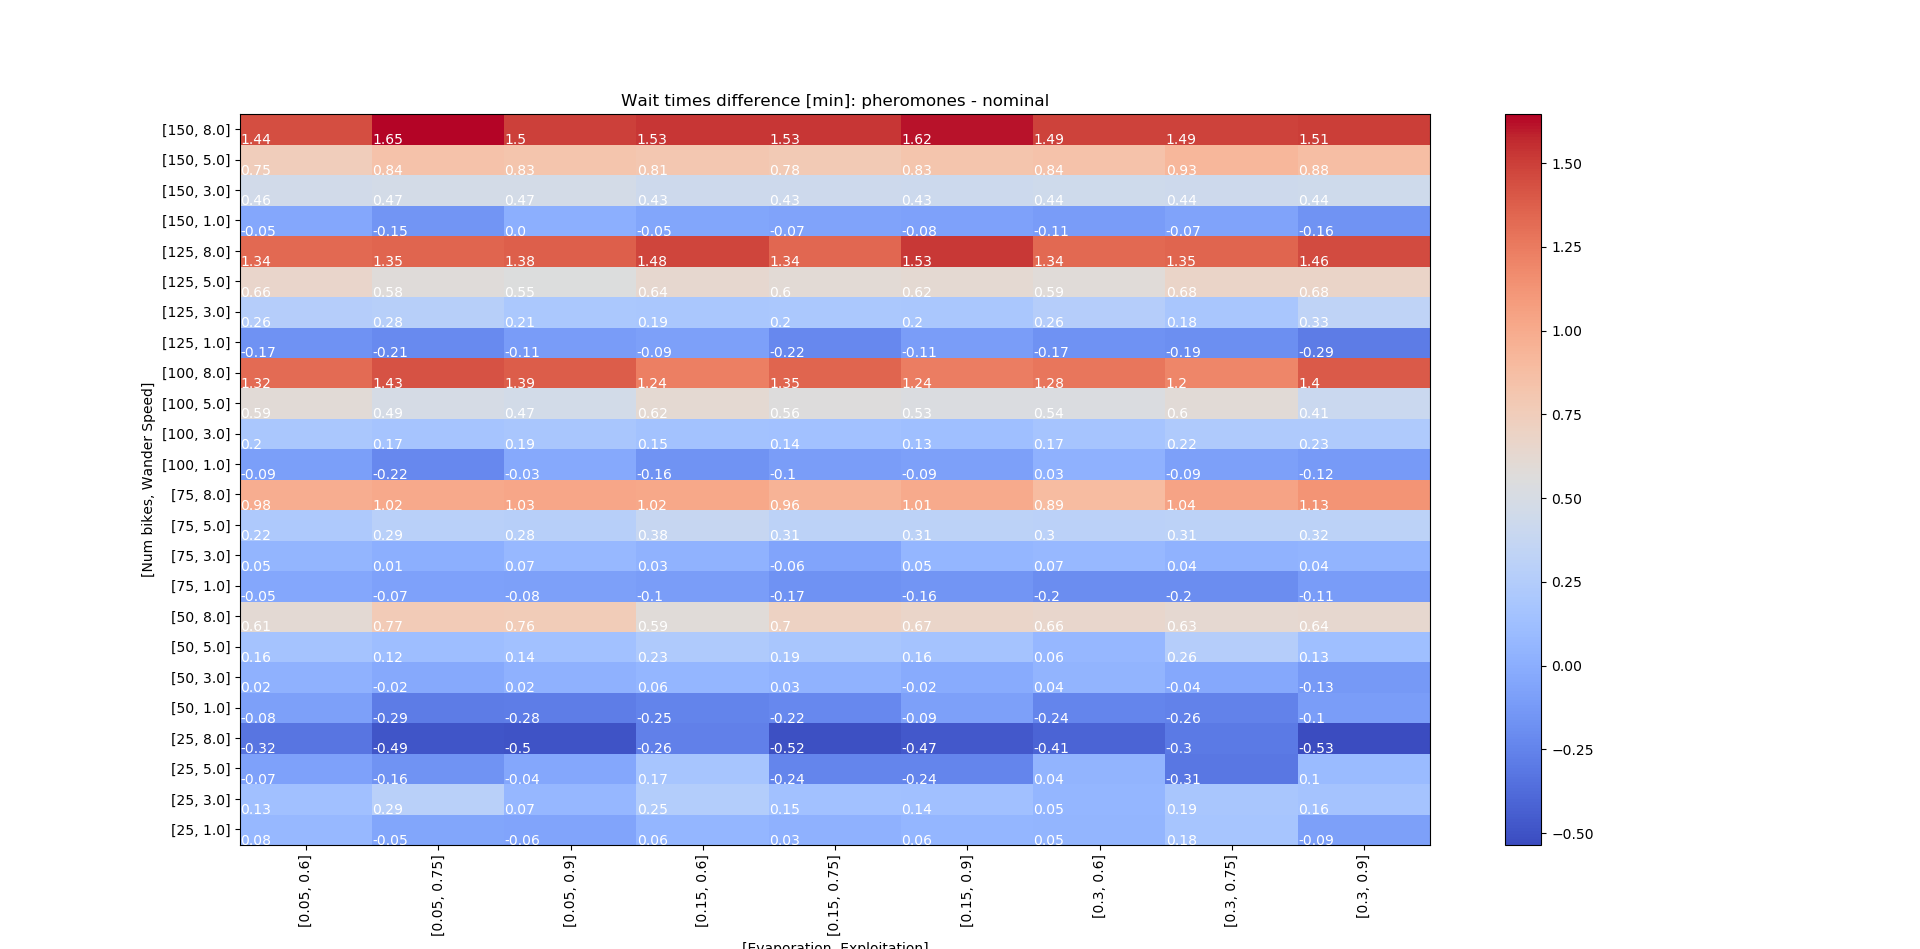 Wait times difference [min]: pheromones - nominal
[150, 8.0] 1.44 1.65 1.5 1.53 1.53 1.62 1.49 1.49 1.51
[150, 5.0] 0.75 0.84 0.83 0.81 0.78 0.83 0.84 0.93 0.88
[150, 3.0] 0.46 0.47 0.47 0.43 0.43 0.43 0.44 0.44 0.44
[150, 1.0] -0.05 -0.15 0.0 -0.05 -0.07 -0.08 -0.11 -0.07 -0.16
[125, 8.0] 1.34 1.35 1.38 1.48 1.34 1.53 1.34 1.35 1.46
[125, 5.0] 0.66 0.58 0.55 0.64 0.6 0.62 0.59 0.68 0.68
[125, 3.0] 0.26 0.28 0.21 0.19 0.2 0.2 0.26 0.18 0.33
[125, 1.0] -0.17 -0.21 -0.11 -0.09 -0.22 -0.11 -0.17 -0.19 -0.29
[100, 8.0] 1.32 1.43 1.39 1.24 1.35 1.24 1.28 1.2 1.4
[100, 5.0] 0.59 0.49 0.47 0.62 0.56 0.53 0.54 0.6 0.41
[100, 3.0] 0.2 0.17 0.19 0.15 0.14 0.13 0.17 0.22 0.23
[100, 1.0] -0.09 -0.22 -0.03 -0.16 -0.1 -0.09 0.03 -0.09 -0.12
[75, 8.0] 0.98 1.02 1.03 1.02 0.96 1.01 0.89 1.04 1.13
[75, 5.0] 0.22 0.29 0.28 0.38 0.31 0.31 0.3 0.31 0.32
[75, 3.0] 0.05 0.01 0.07 0.03 -0.06 0.05 0.07 0.04 0.04
[75, 1.0] -0.05 -0.07 -0.08 -0.1 -0.17 -0.16 -0.2 -0.2 -0.11
[50, 8.0] 0.61 0.77 0.76 0.59 0.7 0.67 0.66 0.63 0.64
[50, 5.0] 0.16 0.12 0.14 0.23 0.19 0.16 0.06 0.26 0.13
[50, 3.0] 0.02 -0.02 0.02 0.06 0.03 -0.02 0.04 -0.04 -0.13
[50, 1.0] -0.08 -0.29 -0.28 -0.25 -0.22 -0.09 -0.24 -0.26 -0.1
[25, 8.0] -0.32 -0.49 -0.5 -0.26 -0.52 -0.47 -0.41 -0.3 -0.53
[25, 5.0] -0.07 -0.16 -0.04 0.17 -0.24 -0.24 0.04 -0.31 0.1
[25, 3.0] 0.13 0.29 0.07 0.25 0.15 0.14 0.05 0.19 0.16
[25, 1.0] 0.08 -0.05 -0.06 0.06 0.03 0.06 0.05 0.18 -0.09
[Num bikes, Wander Speed]
[0.05, 0.6] [0.05, 0.75] [0.05, 0.9] [0.15, 0.6] [0.15, 0.75] [0.15, 0.9] [0.3, 0.6] [0.3, 0.75] [0.3, 0.9]
[Evaporation, Exploitation]
1.50
1.25
1.00
0.75
0.50
0.25
0.00
−0.25
−0.50